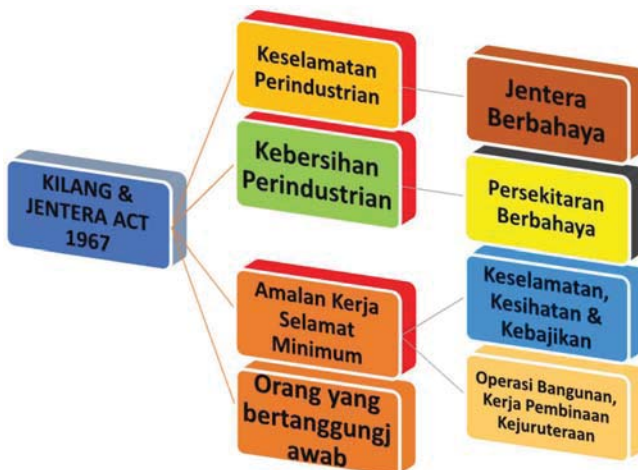 KILANG &
JENTERA ACT
1967
Keselamatan
Perindustrian
Kebersihan
Perindustrian
Amalan Kerja
Selamat
Minimum
Orang yang
bertanggungj
awab
Jentera
Berbahaya
Persekitaran
Berbahaya
Keselamatan,
Kesihatan &
Kebajikan
Operasi Bangunan,
Kerja Pembinaan
Kejuruteraan